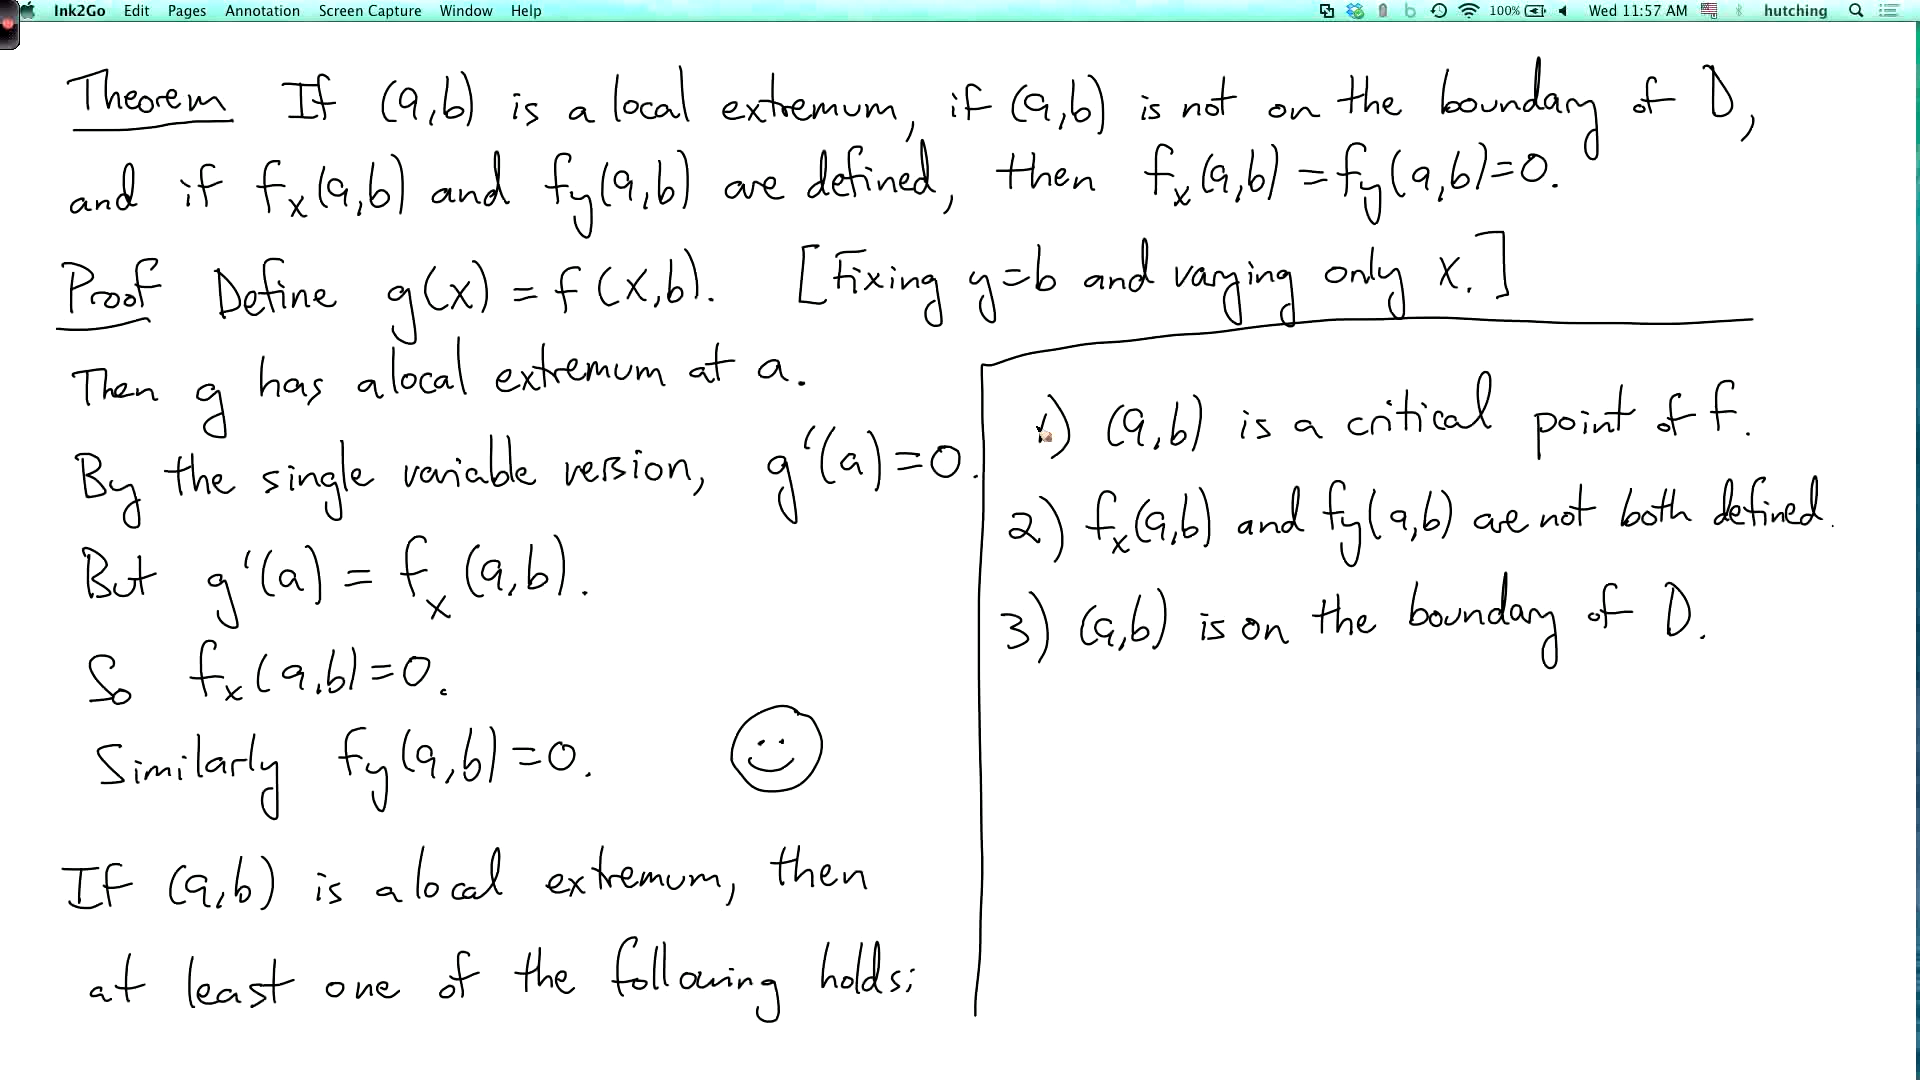 Ink2Go Edit Pages Annotation Screen Capture Window Help 100% Wed 11:57 AM hutching
Theorem If (a,b) is a local extremum, if (a,b) is not on the boundary of D,
and if fₓ(a,b) and f_y(a,b) are defined, then fₓ(a,b) = f_y(a,b)=0.
Proof Define g(x) = f(x,b). [Fixing y=b and varying only x.]
Then g has a local extremum at a.
By the single variable version, g'(a)=0.
But g'(a) = fₓ(a,b).
So fₓ(a,b)=0.
Similarly f_y(a,b)=0.
If (a,b) is a local extremum, then
at least one of the following holds:
1) (a,b) is a critical point of f.
2) fₓ(a,b) and f_y(a,b) are not both defined.
3) (a,b) is on the boundary of D.